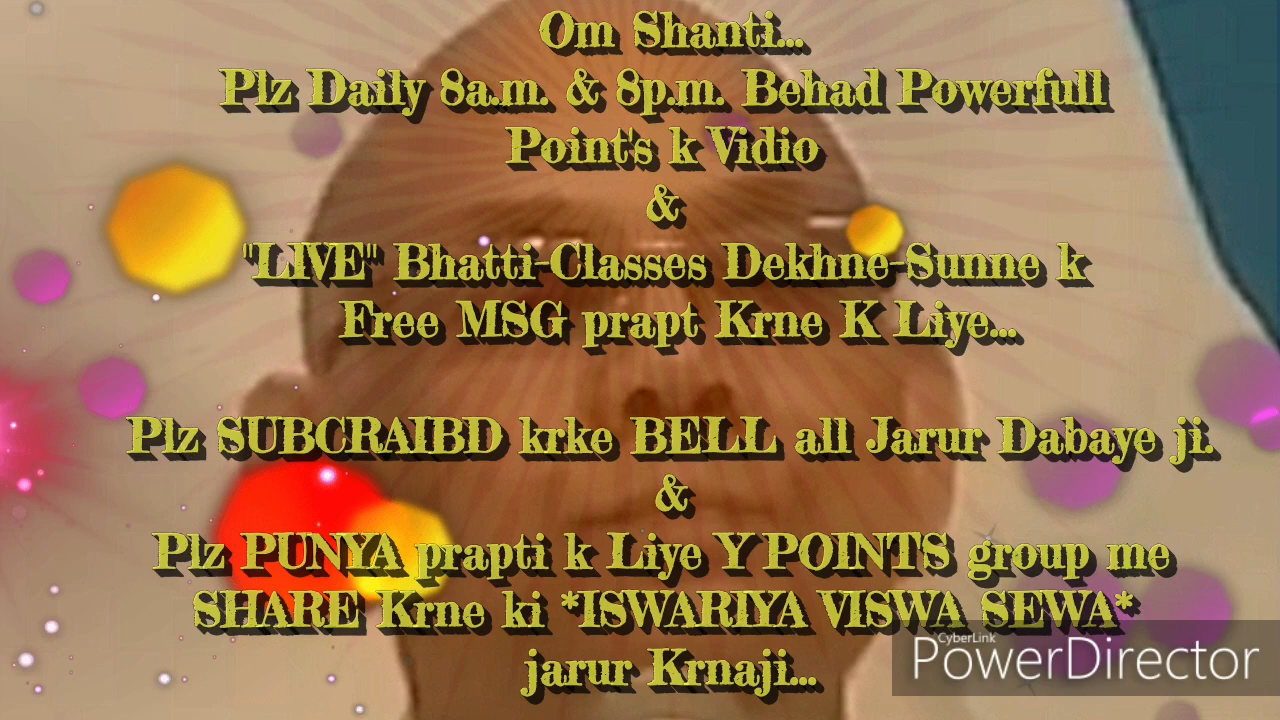 Om Shanti...
Plz Daily 8a.m. & 8p.m. Behad Powerfull
Point's k Vidio
&
"LIVE" Bhatti-Classes Dekhne-Sunne k
Free MSG prapt Krne K Liye...
Plz SUBCRAIBD krke BELL all Jarur Dabaye ji.
&
Plz PUNYA prapti k Liye Y POINTS group me
SHARE Krne ki *ISWARIYA VISWA SEWA*
jarur Krnaji...
CyberLink
PowerDirector